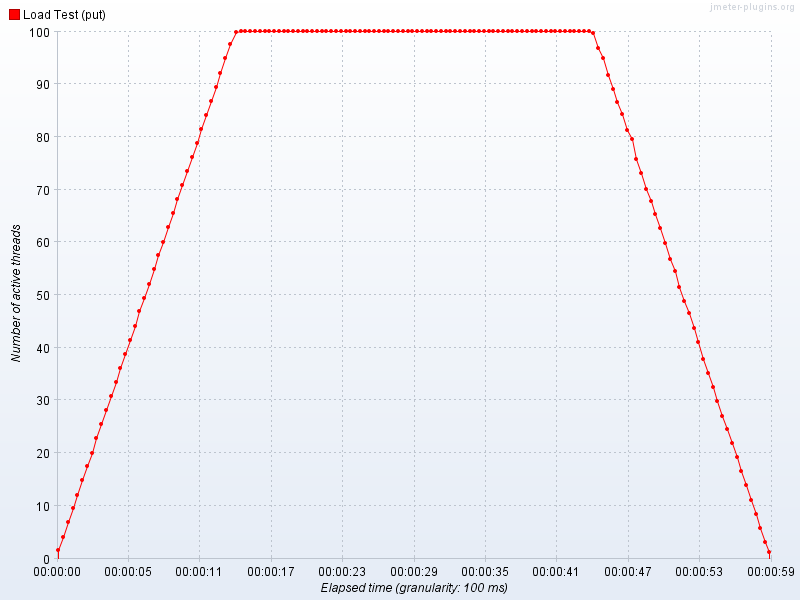 Load Test (put)
jmeter-plugins.org
100
90
80
70
60
50
40
30
20
10
0
Number of active threads
00:00:00 00:00:05 00:00:11 00:00:17 00:00:23 00:00:29 00:00:35 00:00:41 00:00:47 00:00:53 00:00:59
Elapsed time (granularity: 100 ms)